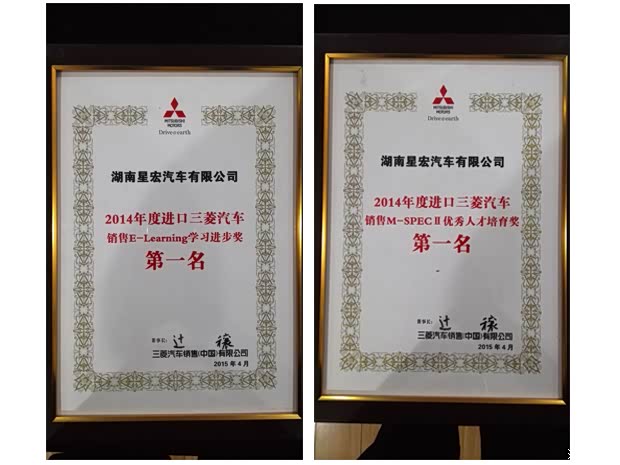 MITSUBISHI
MOTORS
Drive@earth
湖南星宏汽车有限公司
2014年度进口三菱汽车
销售E-Learning学习进步奖
第一名
董事长:
三菱汽车销售(中国)有限公司
2015年4月
MITSUBISHI
MOTORS
Drive@earth
湖南星宏汽车有限公司
2014年度进口三菱汽车
销售M-SPECⅡ优秀人才培育奖
第一名
董事长:
三菱汽车销售(中国)有限公司
2015年4月